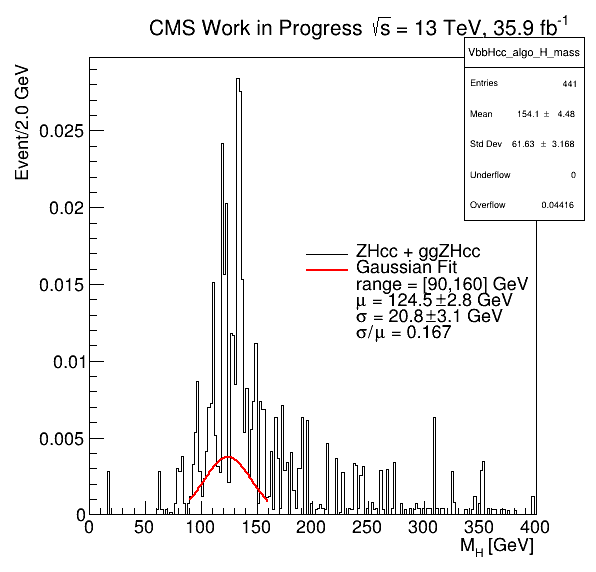 CMS Work in Progress √s = 13 TeV, 35.9 fb⁻¹
VbbHcc_algo_H_mass
Entries 441
Mean 154.1 ± 4.48
Std Dev 61.63 ± 3.168
Underflow 0
Overflow 0.04416
Event/2.0 GeV
0.025
0.02
0.015
0.01
0.005
0
ZHcc + ggZHcc
Gaussian Fit
range = [90,160] GeV
μ = 124.5±2.8 GeV
σ = 20.8±3.1 GeV
σ/μ = 0.167
0 50 100 150 200 250 300 350 400
M_H [GeV]